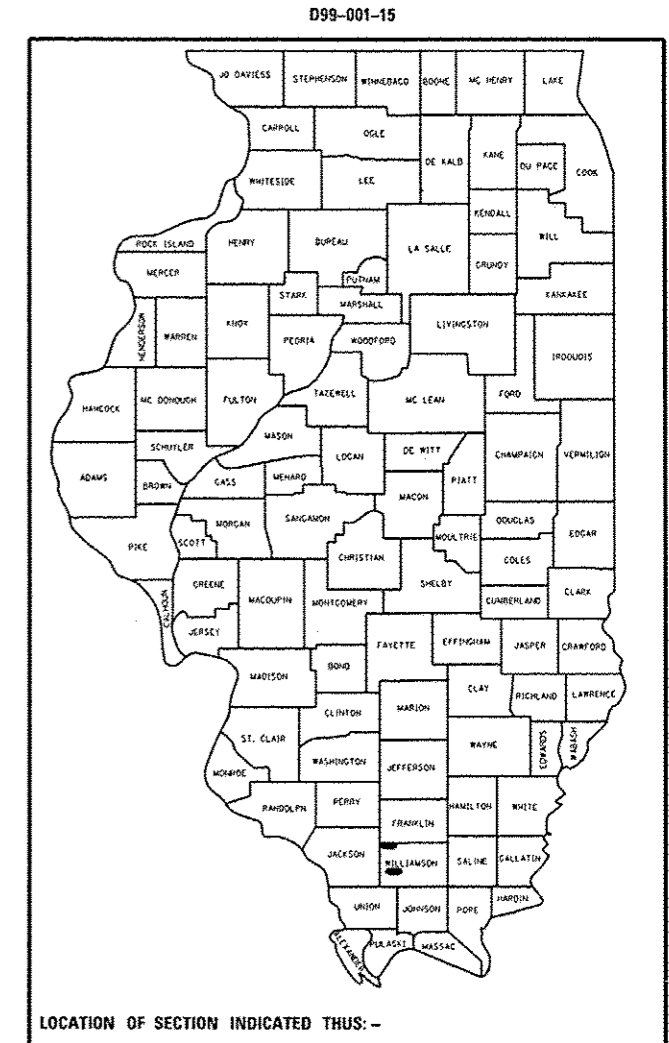 D99-001-15
JO DAVIESS STEPHENSON WINNEBAGO BOONE MC HENRY LAKE
CARROLL OGLE
DE KALB KANE DU PAGE COOK
WHITESIDE LEE
KENDALL
ROCK ISLAND HENRY BUREAU LA SALLE WILL
MERCER PUTNAM GRUNDY
STARK MARSHALL KANKAKEE
HENDERSON WARREN KNOX PEORIA WOODFORD LIVINGSTON IROQUOIS
HANCOCK MC DONOUGH FULTON TAZEWELL MC LEAN FORD
MASON
SCHUYLER LOGAN DE WITT CHAMPAIGN VERMILION
ADAMS BROWN CASS MENARD PIATT
MACON
MORGAN SANGAMON DOUGLAS
PIKE SCOTT CHRISTIAN MOULTRIE EDGAR
COLES
GREENE SHELBY
CALHOUN MACOUPIN MONTGOMERY CUMBERLAND CLARK
JERSEY
FAYETTE EFFINGHAM JASPER CRAWFORD
BOND
MADISON CLAY RICHLAND LAWRENCE
CLINTON MARION
ST. CLAIR WAYNE EDWARDS WABASH
WASHINGTON JEFFERSON
MONROE
RANDOLPH PERRY HAMILTON WHITE
FRANKLIN
JACKSON WILLIAMSON SALINE GALLATIN
UNION JOHNSON POPE HARDIN
ALEXANDER PULASKI MASSAC
LOCATION OF SECTION INDICATED THUS: -